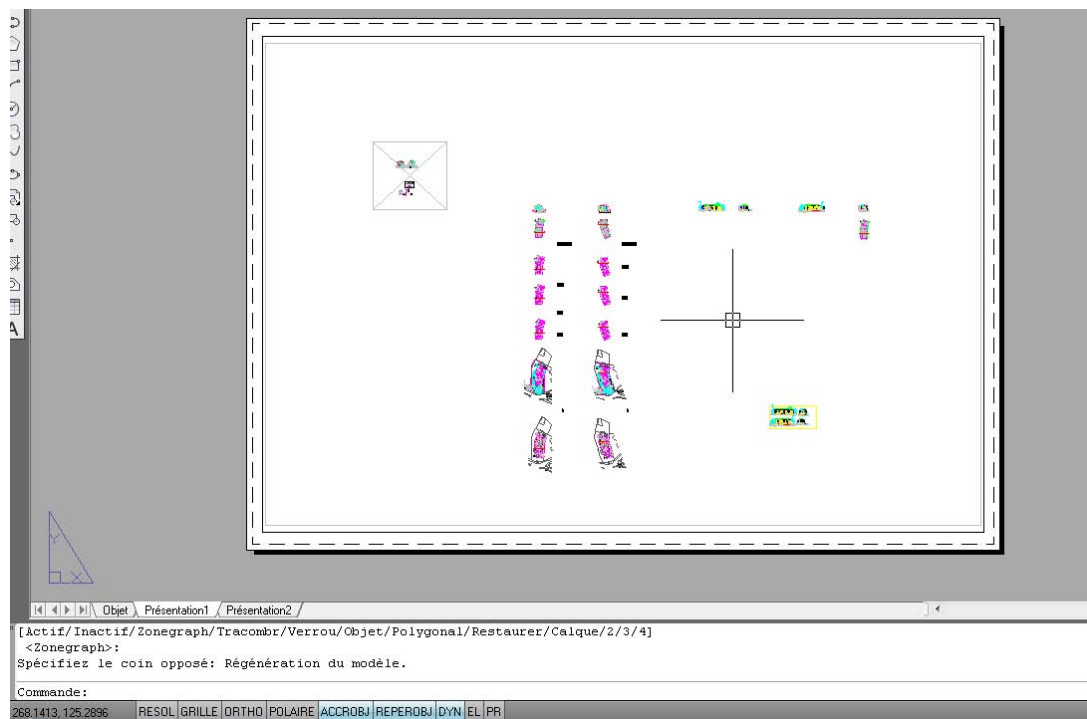 A
Y
X
Objet Présentation1 Présentation2
[Actif/Inactif/Zonegraph/Tracombr/Verrou/Objet/Polygonal/Restaurer/Calque/2/3/4]
<Zonegraph>:
Spécifiez le coin opposé: Régénération du modèle.
Commande:
268.1413, 125.2896 RESOL GRILLE ORTHO POLAIRE ACCROBJ REPEROBJ DYN EL PR